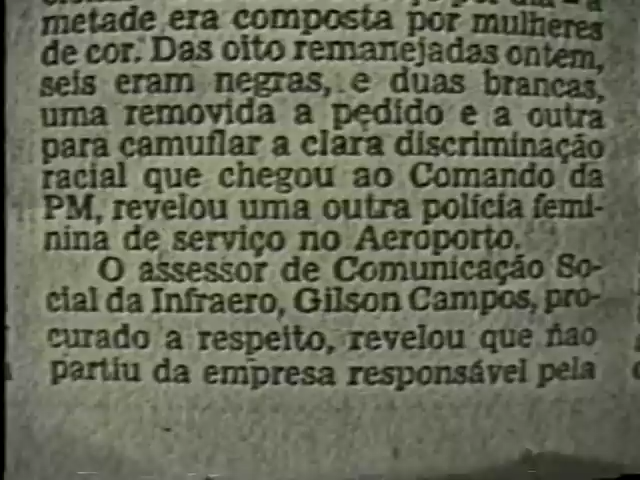 metade era composta por mulheres
de cor. Das oito remanejadas ontem,
seis eram negras, e duas brancas,
uma removida a pedido e a outra
para camuflar a clara discriminação
racial que chegou ao Comando da
PM, revelou uma outra polícia femi-
nina de serviço no Aeroporto.
O assessor de Comunicação So-
cial da Infraero, Gilson Campos, pro-
curado a respeito, revelou que não
partiu da empresa responsável pela